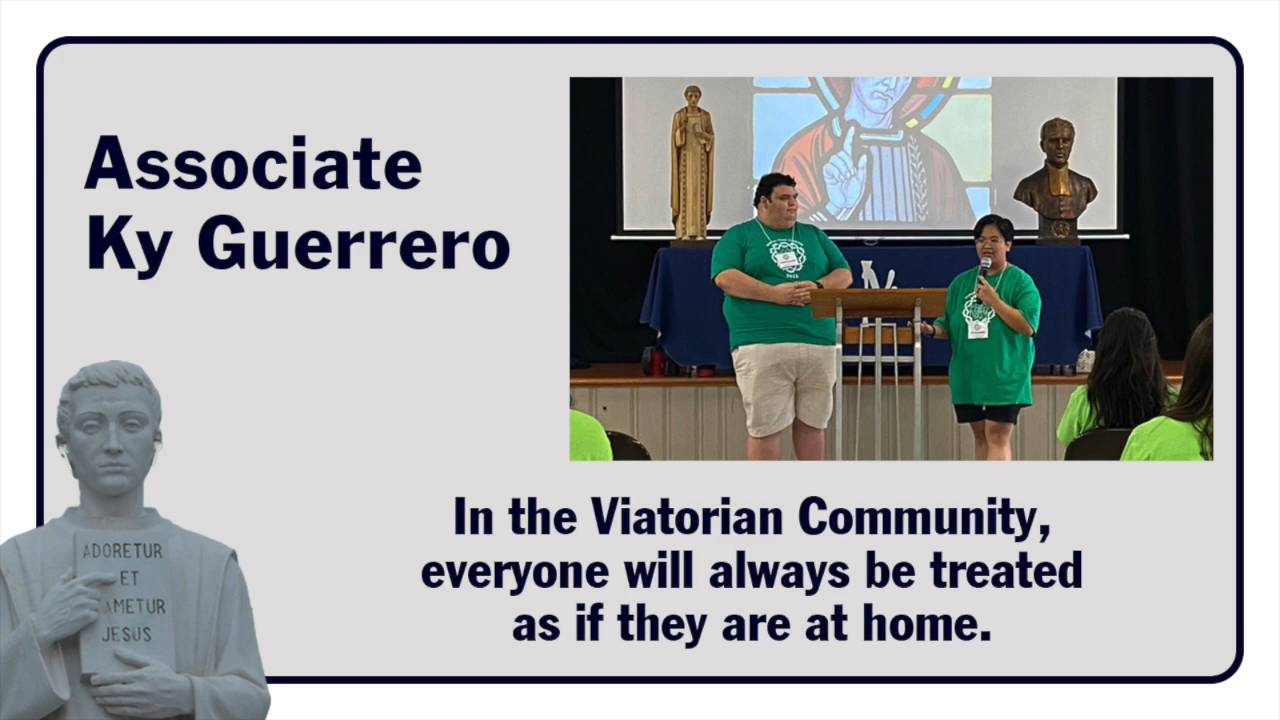 Associate
Ky Guerrero
In the Viatorian Community,
everyone will always be treated
as if they are at home.
ADORETUR
ET
AMETUR
JESUS